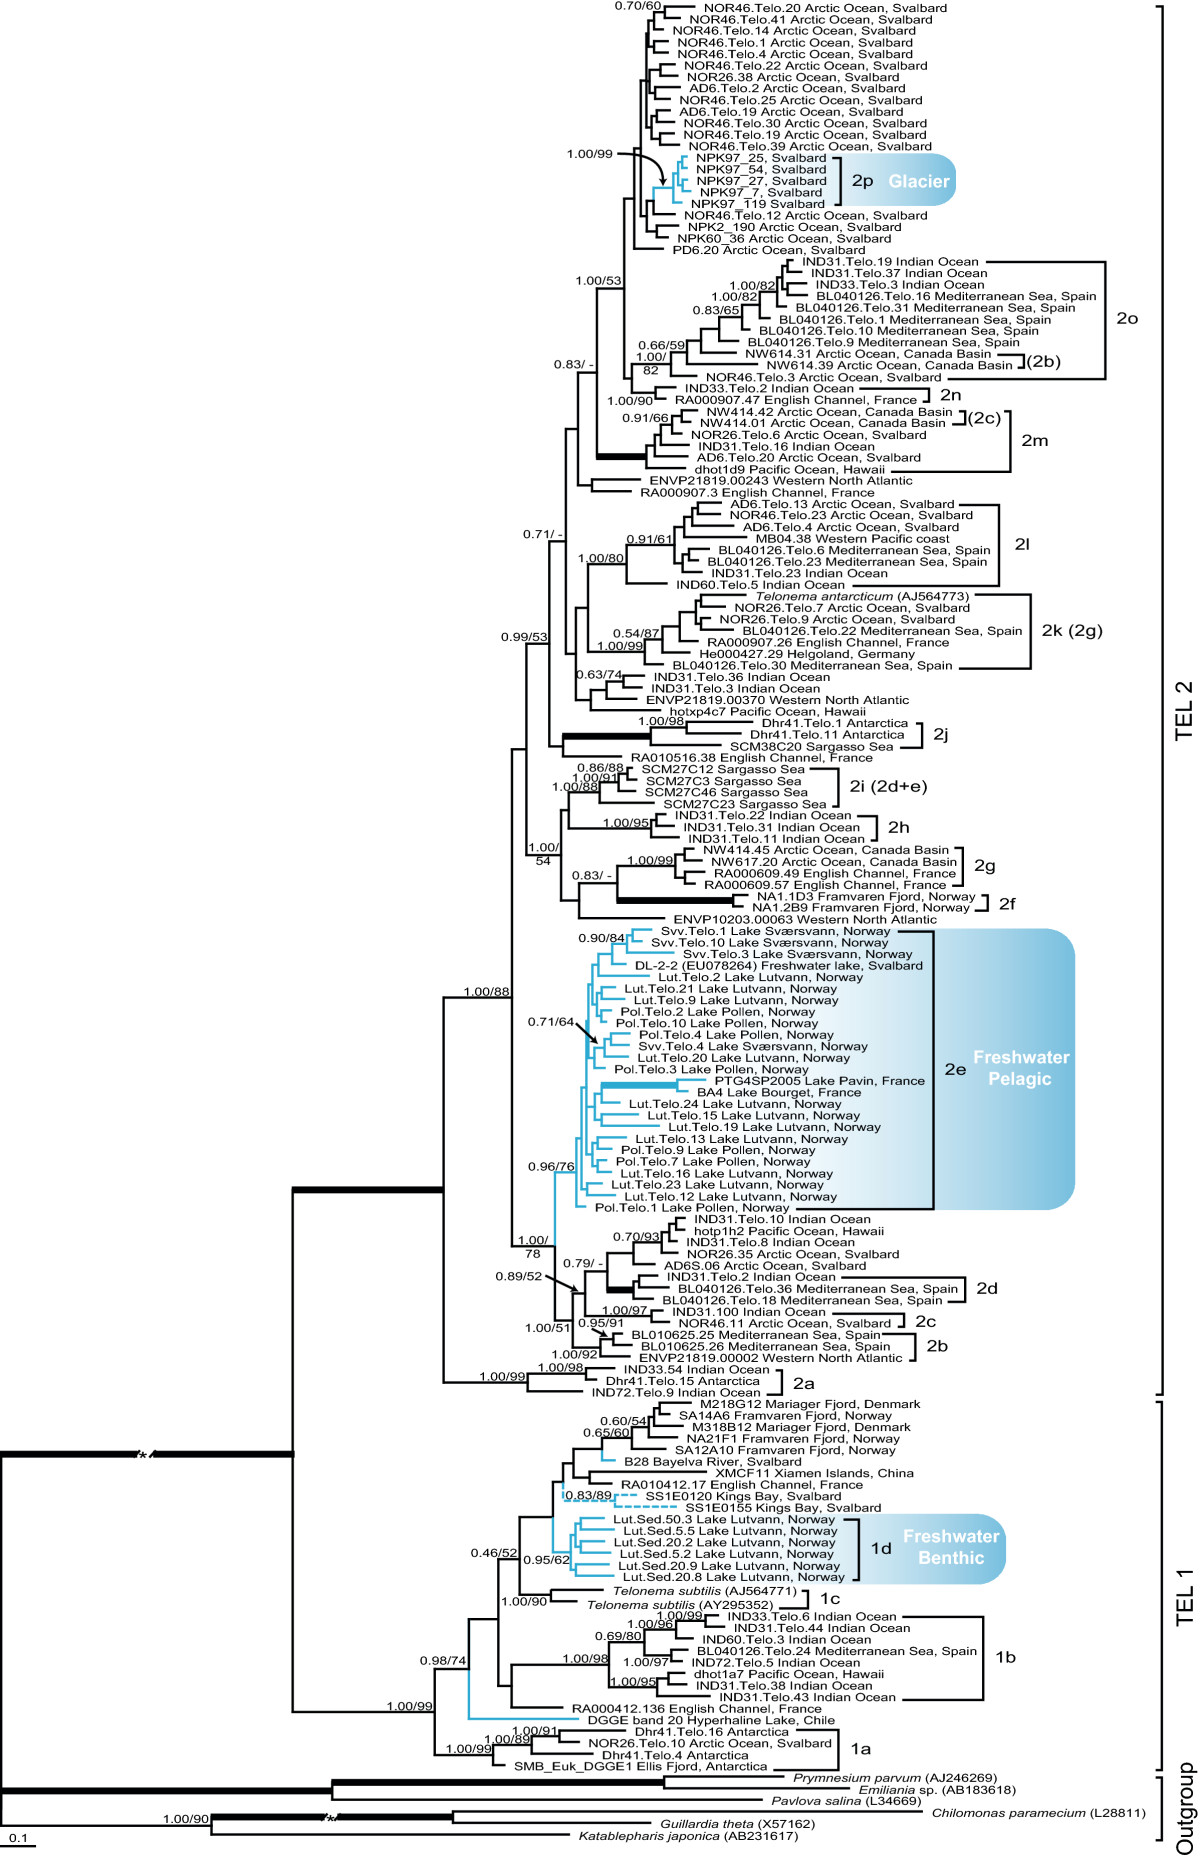 0.70/60
NOR46.Telo.20 Arctic Ocean, Svalbard
NOR46.Telo.41 Arctic Ocean, Svalbard
NOR46.Telo.14 Arctic Ocean, Svalbard
NOR46.Telo.1 Arctic Ocean, Svalbard
NOR46.Telo.4 Arctic Ocean, Svalbard
NOR46.Telo.22 Arctic Ocean, Svalbard
NOR26.38 Arctic Ocean, Svalbard
AD6.Telo.2 Arctic Ocean, Svalbard
NOR46.Telo.25 Arctic Ocean, Svalbard
AD6.Telo.19 Arctic Ocean, Svalbard
NOR46.Telo.30 Arctic Ocean, Svalbard
NOR46.Telo.19 Arctic Ocean, Svalbard
NOR46.Telo.39 Arctic Ocean, Svalbard
1.00/99
NPK97_25, Svalbard
NPK97_54, Svalbard
NPK97_27, Svalbard
2p Glacier
NPK97_7, Svalbard
NPK97_119 Svalbard
NOR46.Telo.12 Arctic Ocean, Svalbard
NPK2_190 Arctic Ocean, Svalbard
NPK60_36 Arctic Ocean, Svalbard
PD6.20 Arctic Ocean, Svalbard
1.00/53
IND31.Telo.19 Indian Ocean
IND31.Telo.37 Indian Ocean
1.00/82
IND33.Telo.3 Indian Ocean
1.00/82
BL040126.Telo.16 Mediterranean Sea, Spain
0.83/65
BL040126.Telo.31 Mediterranean Sea, Spain
BL040126.Telo.1 Mediterranean Sea, Spain
2o
BL040126.Telo.10 Mediterranean Sea, Spain
BL040126.Telo.9 Mediterranean Sea, Spain
0.66/59
NW614.31 Arctic Ocean, Canada Basin
1.00/
82
NW614.39 Arctic Ocean, Canada Basin
(2b)
0.83/ -
NOR46.Telo.3 Arctic Ocean, Svalbard
IND33.Telo.2 Indian Ocean
1.00/90
RA000907.47 English Channel, France
2n
0.91/66
NW414.42 Arctic Ocean, Canada Basin
NW414.01 Arctic Ocean, Canada Basin
(2c)
NOR26.Telo.6 Arctic Ocean, Svalbard
IND31.Telo.16 Indian Ocean
2m
AD6.Telo.20 Arctic Ocean, Svalbard
dhot1d9 Pacific Ocean, Hawaii
ENVP21819.00243 Western North Atlantic
RA000907.3 English Channel, France
AD6.Telo.13 Arctic Ocean, Svalbard
NOR46.Telo.23 Arctic Ocean, Svalbard
AD6.Telo.4 Arctic Ocean, Svalbard
0.71/ -
0.91/61
MB04.38 Western Pacific coast
2l
1.00/80
BL040126.Telo.6 Mediterranean Sea, Spain
BL040126.Telo.23 Mediterranean Sea, Spain
IND31.Telo.23 Indian Ocean
IND60.Telo.5 Indian Ocean
Telonema antarcticum (AJ564773)
NOR26.Telo.7 Arctic Ocean, Svalbard
NOR26.Telo.9 Arctic Ocean, Svalbard
0.99/53
0.54/87
BL040126.Telo.22 Mediterranean Sea, Spain
2k (2g)
1.00/99
RA000907.26 English Channel, France
He000427.29 Helgoland, Germany
BL040126.Telo.30 Mediterranean Sea, Spain
0.63/74
IND31.Telo.36 Indian Ocean
IND31.Telo.3 Indian Ocean
ENVP21819.00370 Western North Atlantic
hotxp4c7 Pacific Ocean, Hawaii
1.00/98
Dhr41.Telo.1 Antarctica
Dhr41.Telo.11 Antarctica
2j
SCM38C20 Sargasso Sea
RA010516.38 English Channel, France
0.86/88
SCM27C12 Sargasso Sea
1.00/91
SCM27C3 Sargasso Sea
1.00/88
SCM27C46 Sargasso Sea
2i (2d+e)
SCM27C23 Sargasso Sea
IND31.Telo.22 Indian Ocean
1.00/95
IND31.Telo.31 Indian Ocean
2h
IND31.Telo.11 Indian Ocean
1.00/
54
NW414.45 Arctic Ocean, Canada Basin
1.00/99
NW617.20 Arctic Ocean, Canada Basin
2g
0.83/ -
RA000609.49 English Channel, France
RA000609.57 English Channel, France
NA1.1D3 Framvaren Fjord, Norway
NA1.2B9 Framvaren Fjord, Norway
2f
ENVP10203.00063 Western North Atlantic
TEL 2
0.90/84
Svv.Telo.1 Lake Sværsvann, Norway
Svv.Telo.10 Lake Sværsvann, Norway
Svv.Telo.3 Lake Sværsvann, Norway
DL-2-2 (EU078264) Freshwater lake, Svalbard
Lut.Telo.2 Lake Lutvann, Norway
Lut.Telo.21 Lake Lutvann, Norway
1.00/88
Lut.Telo.9 Lake Lutvann, Norway
Pol.Telo.2 Lake Pollen, Norway
0.71/64
Pol.Telo.10 Lake Pollen, Norway
Pol.Telo.4 Lake Pollen, Norway
Svv.Telo.4 Lake Sværsvann, Norway
Lut.Telo.20 Lake Lutvann, Norway
Pol.Telo.3 Lake Pollen, Norway
2e Freshwater
Pelagic
PTG4SP2005 Lake Pavin, France
BA4 Lake Bourget, France
Lut.Telo.24 Lake Lutvann, Norway
Lut.Telo.15 Lake Lutvann, Norway
Lut.Telo.19 Lake Lutvann, Norway
Lut.Telo.13 Lake Lutvann, Norway
Pol.Telo.9 Lake Pollen, Norway
0.96/76
Pol.Telo.7 Lake Pollen, Norway
Lut.Telo.16 Lake Lutvann, Norway
Lut.Telo.23 Lake Lutvann, Norway
Lut.Telo.12 Lake Lutvann, Norway
Pol.Telo.1 Lake Pollen, Norway
IND31.Telo.10 Indian Ocean
hotp1h2 Pacific Ocean, Hawaii
0.70/93
IND31.Telo.8 Indian Ocean
1.00/
78
NOR26.35 Arctic Ocean, Svalbard
0.79/ -
AD6S.06 Arctic Ocean, Svalbard
0.89/52
IND31.Telo.2 Indian Ocean
BL040126.Telo.36 Mediterranean Sea, Spain
2d
BL040126.Telo.18 Mediterranean Sea, Spain
1.00/97
IND31.100 Indian Ocean
0.95/91
NOR46.11 Arctic Ocean, Svalbard
2c
1.00/51
BL010625.25 Mediterranean Sea, Spain
BL010625.26 Mediterranean Sea, Spain
2b
1.00/92
ENVP21819.00002 Western North Atlantic
1.00/98
IND33.54 Indian Ocean
1.00/99
Dhr41.Telo.15 Antarctica
2a
IND72.Telo.9 Indian Ocean
M218G12 Mariager Fjord, Denmark
SA14A6 Framvaren Fjord, Norway
0.60/54
M318B12 Mariager Fjord, Denmark
0.65/60
NA21F1 Framvaren Fjord, Norway
SA12A10 Framvaren Fjord, Norway
*
B28 Bayelva River, Svalbard
XMCF11 Xiamen Islands, China
RA010412.17 English Channel, France
0.83/89
SS1E0120 Kings Bay, Svalbard
SS1E0155 Kings Bay, Svalbard
Lut.Sed.50.3 Lake Lutvann, Norway
Lut.Sed.5.5 Lake Lutvann, Norway
Lut.Sed.20.2 Lake Lutvann, Norway
1d Freshwater
Benthic
0.46/52
0.95/62
Lut.Sed.5.2 Lake Lutvann, Norway
Lut.Sed.20.9 Lake Lutvann, Norway
Lut.Sed.20.8 Lake Lutvann, Norway
Telonema subtilis (AJ564771)
1.00/90
Telonema subtilis (AY295352)
1c
TEL 1
1.00/99
IND33.Telo.6 Indian Ocean
1.00/96
IND31.Telo.44 Indian Ocean
0.69/80
IND60.Telo.3 Indian Ocean
BL040126.Telo.24 Mediterranean Sea, Spain
1.00/98
1.00/97
IND72.Telo.5 Indian Ocean
1b
0.98/74
dhot1a7 Pacific Ocean, Hawaii
1.00/95
IND31.Telo.38 Indian Ocean
IND31.Telo.43 Indian Ocean
1.00/99
RA000412.136 English Channel, France
DGGE band 20 Hyperhaline Lake, Chile
1.00/91
Dhr41.Telo.16 Antarctica
1.00/89
NOR26.Telo.10 Arctic Ocean, Svalbard
1a
1.00/99
Dhr41.Telo.4 Antarctica
SMB_Euk_DGGE1 Ellis Fjord, Antarctica
Prymnesium parvum (AJ246269)
Emiliania sp. (AB183618)
Pavlova salina (L34669)
Outgroup
1.00/90
*
Chilomonas paramecium (L28811)
Guillardia theta (X57162)
Katablepharis japonica (AB231617)
0.1